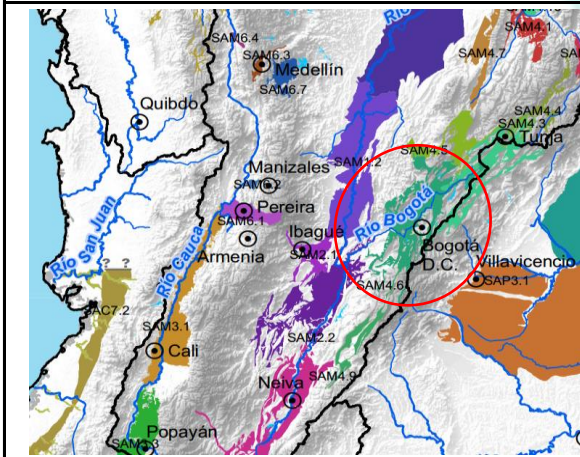 Río
SAM6.4
SAM6.3
Medellín
SAM6.7
SAM4.1
SAM4.7
Quibdo
SAM4.4
SAM4.3
Tunja
SAM4.5
SAM1.2
Manizales
Pereira
SAM6.1
Armenia
Ibagué
SAM2.1
Río Bogotá
Bogotá
D.C.
Río San Juan
Río Cauca
? ?
Villavicencio
SAP3.1
SAM4.6
SAC7.2
SAM3.1
Cali
SAM2.2
SAM4.9
Neiva
Popayán
SAM3.3